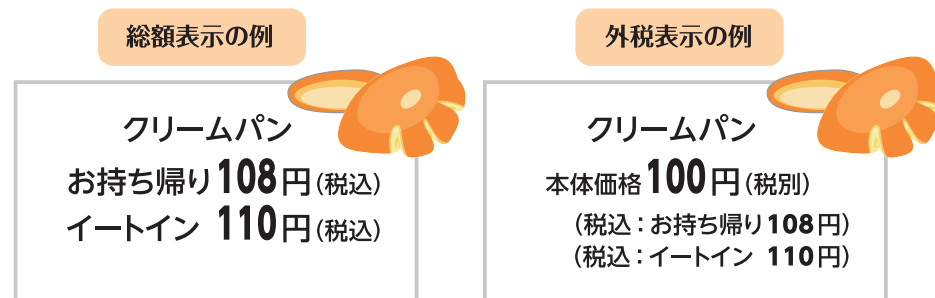 総額表示の例
クリームパン
お持ち帰り108円(税込)
イートイン 110円(税込)
外税表示の例
クリームパン
本体価格100円(税別)
(税込:お持ち帰り108円)
(税込:イートイン 110円)